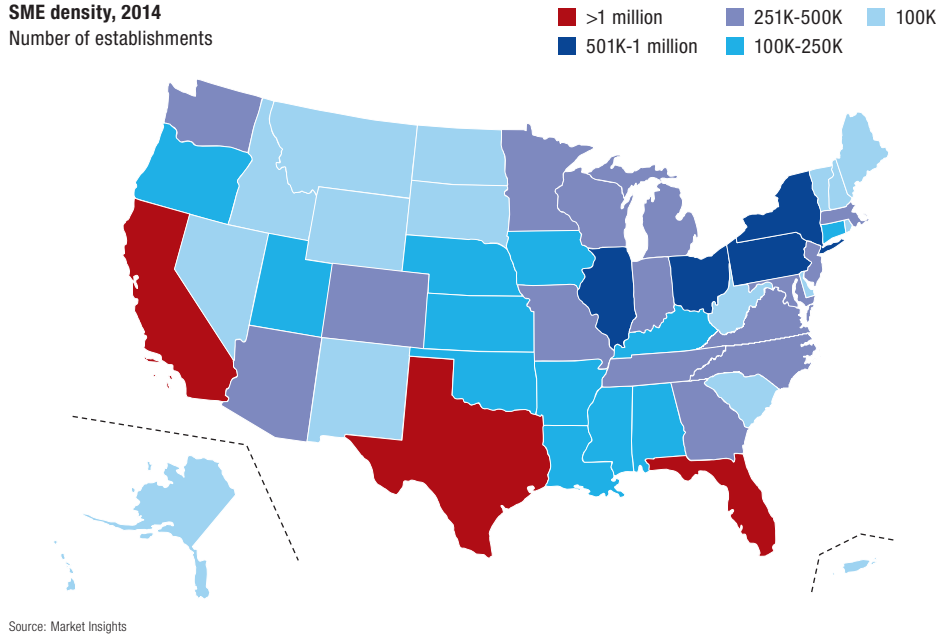 SME density, 2014
Number of establishments
>1 million
251K-500K
100K
501K-1 million
100K-250K
Source: Market Insights